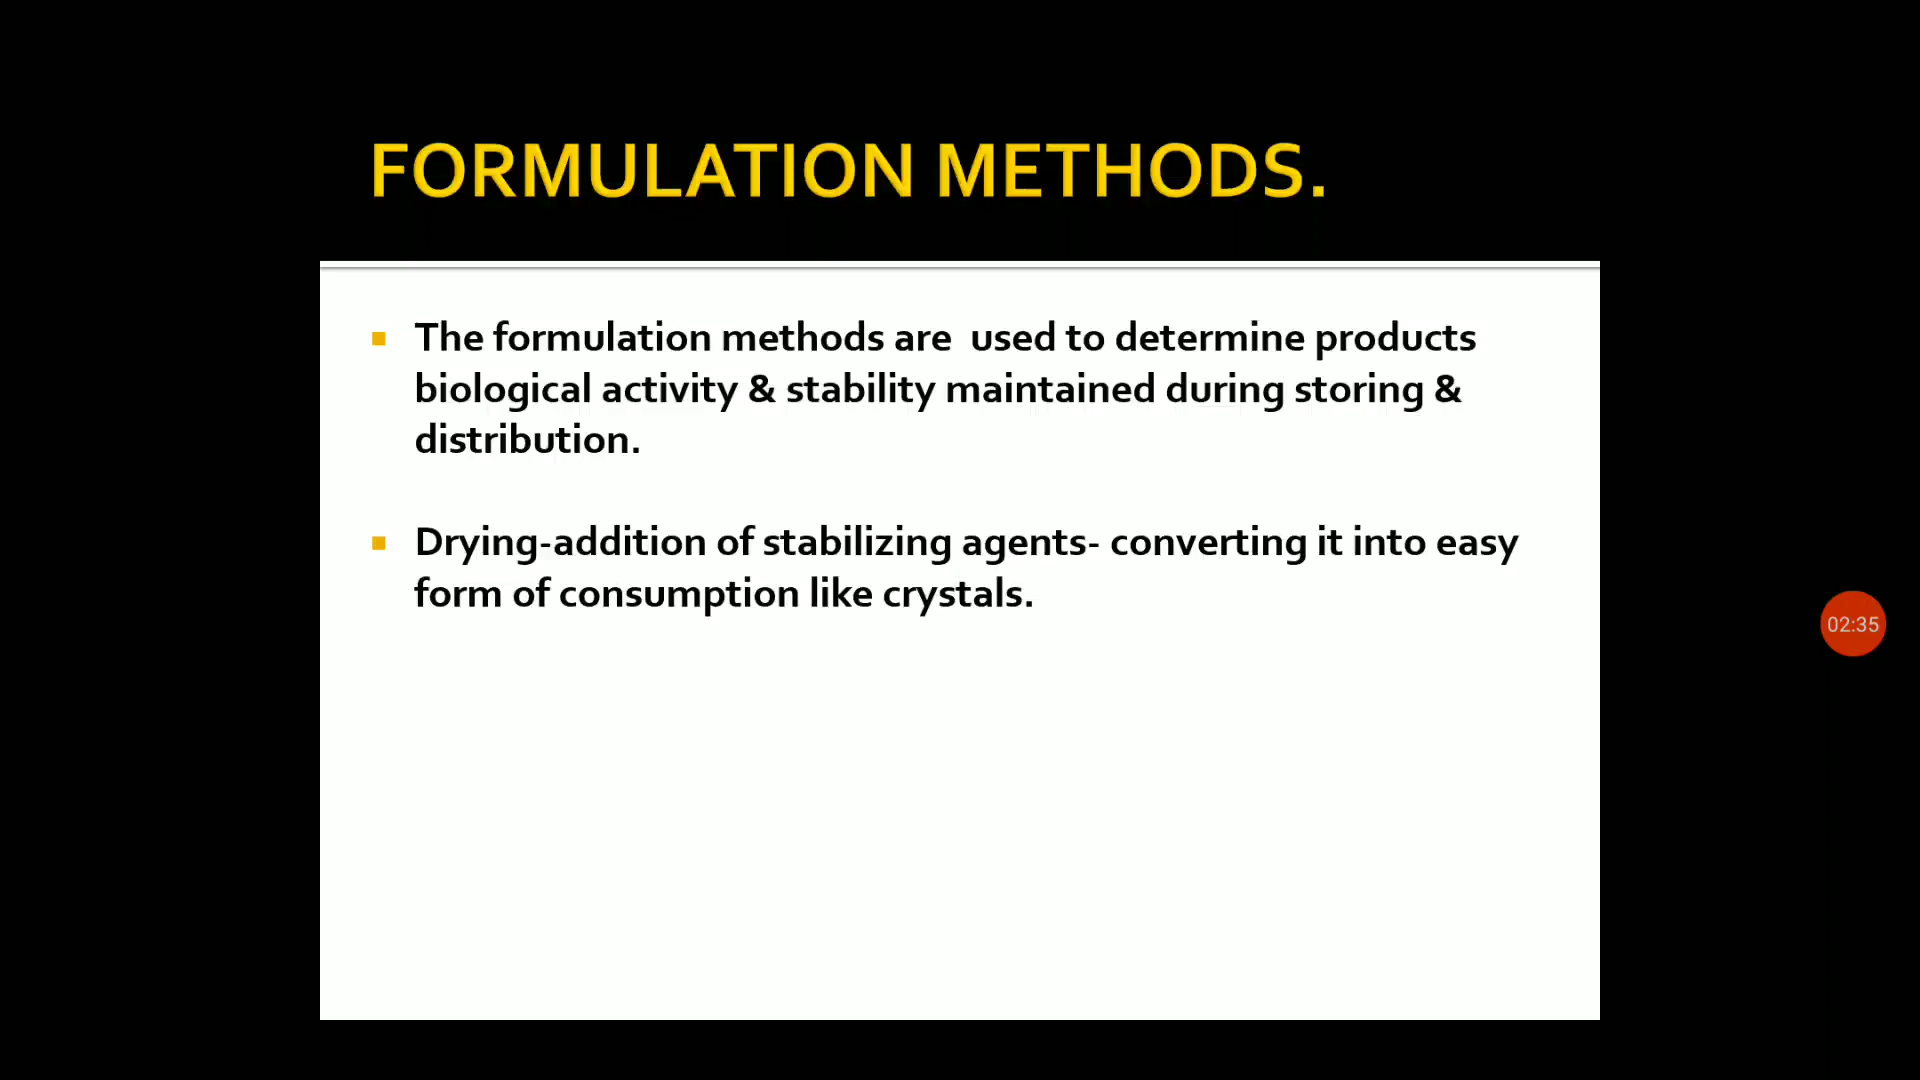 FORMULATION METHODS.
The formulation methods are used to determine products
biological activity & stability maintained during storing &
distribution.
Drying-addition of stabilizing agents- converting it into easy
form of consumption like crystals.
02:35